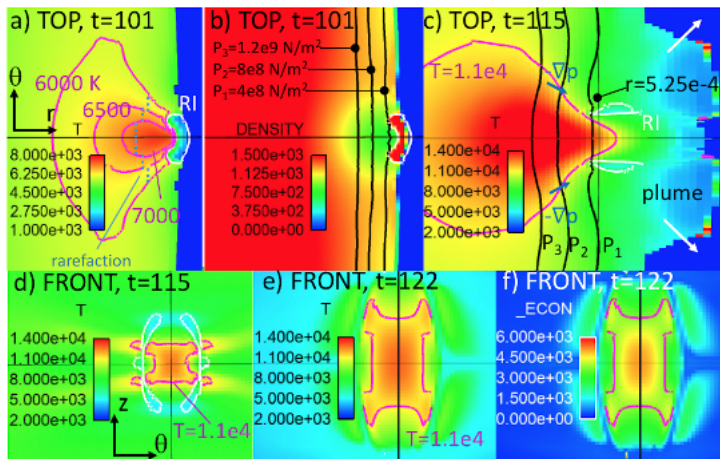 a) TOP, t=101
θ
r
6000 K
6500
RI
T
8.000e+03
6.250e+03
4.500e+03
2.750e+03
1.000e+03
7000
rarefaction
b) TOP, t=101
P₃=1.2e9 N/m²
P₂=8e8 N/m²
P₁=4e8 N/m²
DENSITY
1.500e+03
1.125e+03
7.500e+02
3.750e+02
0.000e+00
c) TOP, t=115
T=1.1e4
-∇p
r=5.25e-4
RI
T
1.400e+04
1.100e+04
8.000e+03
5.000e+03
2.000e+03
plume
-∇p
P₃ P₂ P₁
d) FRONT, t=115
T
1.400e+04
1.100e+04
8.000e+03
5.000e+03
2.000e+03
z
θ
T=1.1e4
e) FRONT, t=122
T
1.400e+04
1.100e+04
8.000e+03
5.000e+03
2.000e+03
T=1.1e4
f) FRONT, t=122
_ECON
6.000e+03
4.500e+03
3.000e+03
1.500e+03
0.000e+00